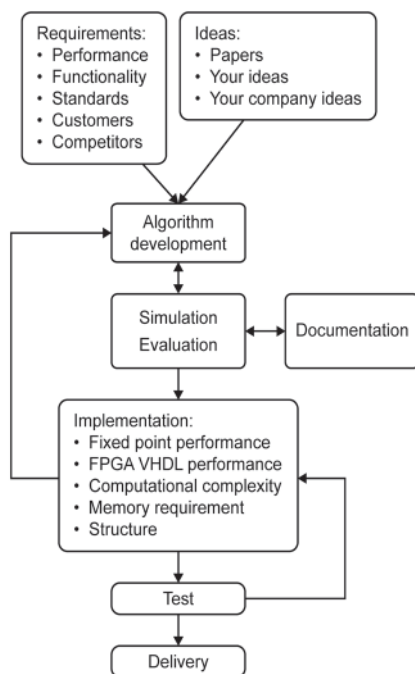 Requirements:
• Performance
• Functionality
• Standards
• Customers
• Competitors
Ideas:
• Papers
• Your ideas
• Your company ideas
Algorithm
development
Simulation
Evaluation
Documentation
Implementation:
• Fixed point performance
• FPGA VHDL performance
• Computational complexity
• Memory requirement
• Structure
Test
Delivery